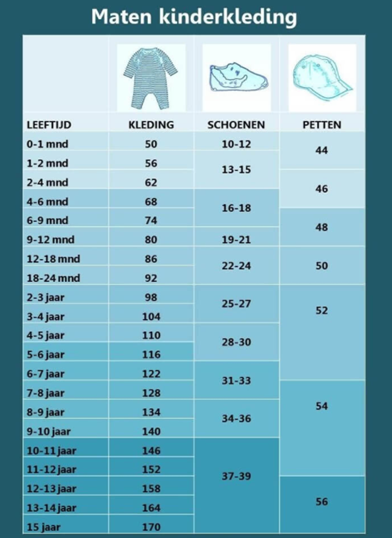 Maten kinderkleding
LEEFTIJD KLEDING SCHOENEN PETTEN
0-1 mnd 50 10-12 44
1-2 mnd 56 13-15
2-4 mnd 62 46
4-6 mnd 68 16-18
6-9 mnd 74 48
9-12 mnd 80 19-21
12-18 mnd 86 22-24 50
18-24 mnd 92
2-3 jaar 98 25-27 52
3-4 jaar 104
4-5 jaar 110 28-30
5-6 jaar 116
6-7 jaar 122 31-33
7-8 jaar 128 54
8-9 jaar 134 34-36
9-10 jaar 140
10-11 jaar 146 37-39
11-12 jaar 152
12-13 jaar 158 56
13-14 jaar 164
15 jaar 170